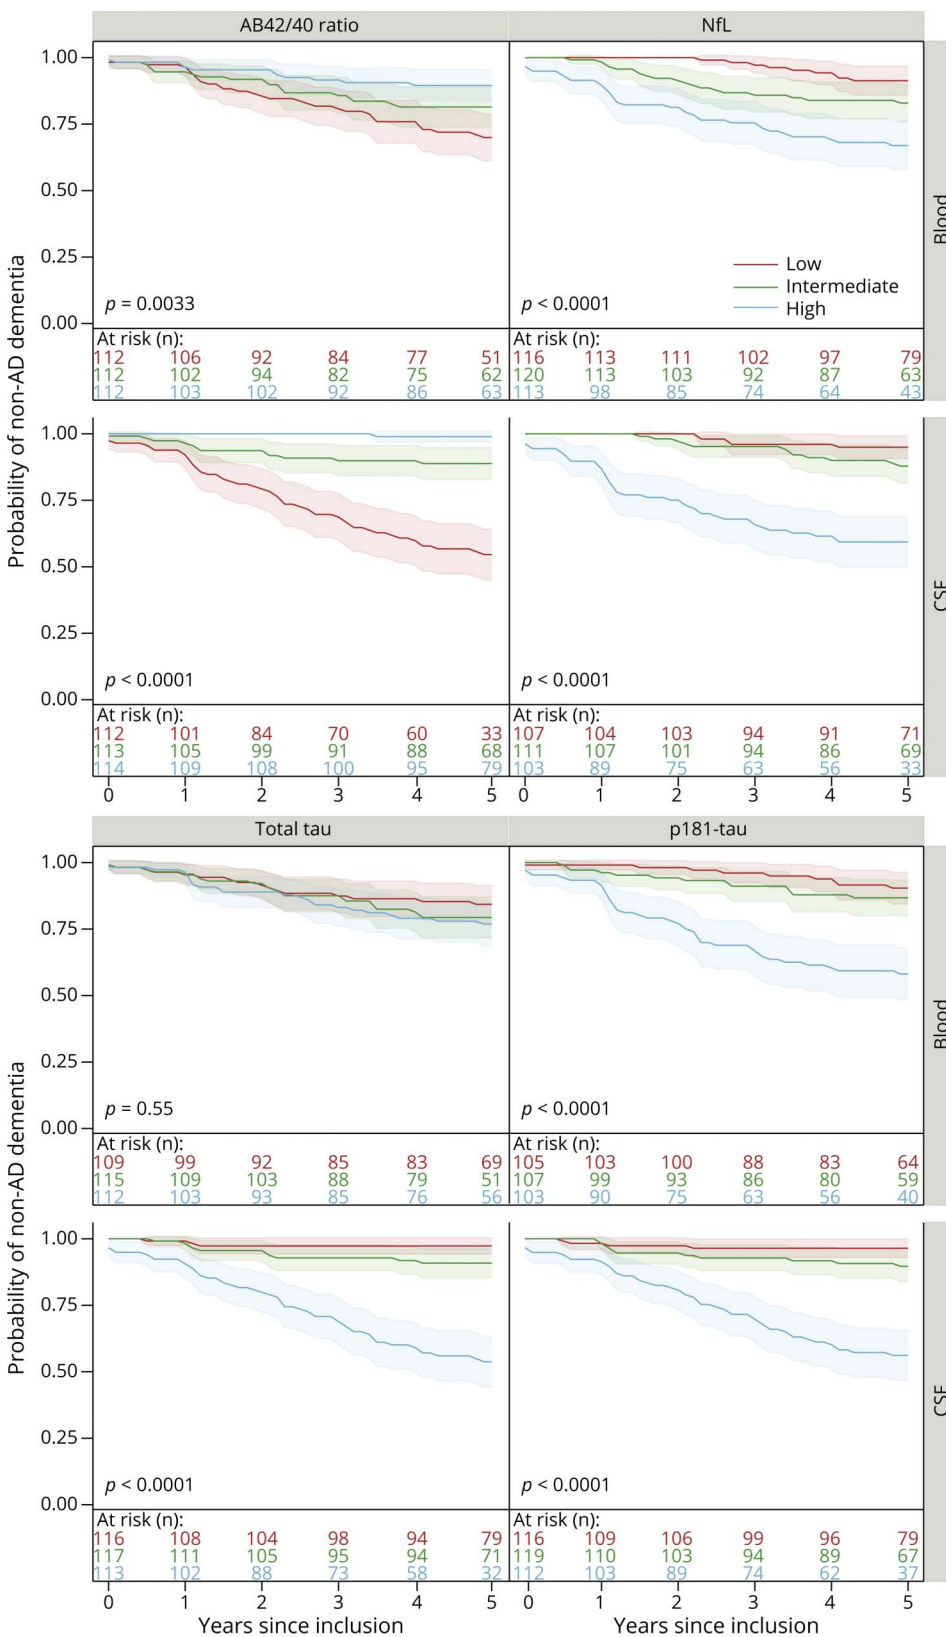 AB42/40 ratio NfL
1.00
0.75
0.50
0.25
0.00
Probability of non-AD dementia
p = 0.0033
p < 0.0001
Low
Intermediate
High
Blood
At risk (n): At risk (n):
112 106 92 84 77 51 116 113 111 102 97 79
112 102 94 82 75 62 120 113 103 92 87 63
112 103 102 92 86 63 113 98 85 74 64 43
1.00
0.75
0.50
0.25
0.00
p < 0.0001
p < 0.0001
CSF
At risk (n): At risk (n):
112 101 84 70 60 33 107 104 103 94 91 71
113 105 99 91 88 68 111 107 101 94 86 69
114 109 108 100 95 79 103 89 75 63 56 33
0 1 2 3 4 5 0 1 2 3 4 5
Total tau p181-tau
1.00
0.75
0.50
0.25
0.00
Probability of non-AD dementia
p = 0.55
p < 0.0001
Blood
At risk (n): At risk (n):
109 99 92 85 83 69 105 103 100 88 83 64
115 109 103 88 79 51 107 99 93 86 80 59
112 103 93 85 76 56 103 90 75 63 56 40
1.00
0.75
0.50
0.25
0.00
p < 0.0001
p < 0.0001
CSF
At risk (n): At risk (n):
116 108 104 98 94 79 116 109 106 99 96 79
117 111 105 95 94 71 119 110 103 94 89 67
113 102 88 73 58 32 112 103 89 74 62 37
0 1 2 3 4 5 0 1 2 3 4 5
Years since inclusion Years since inclusion